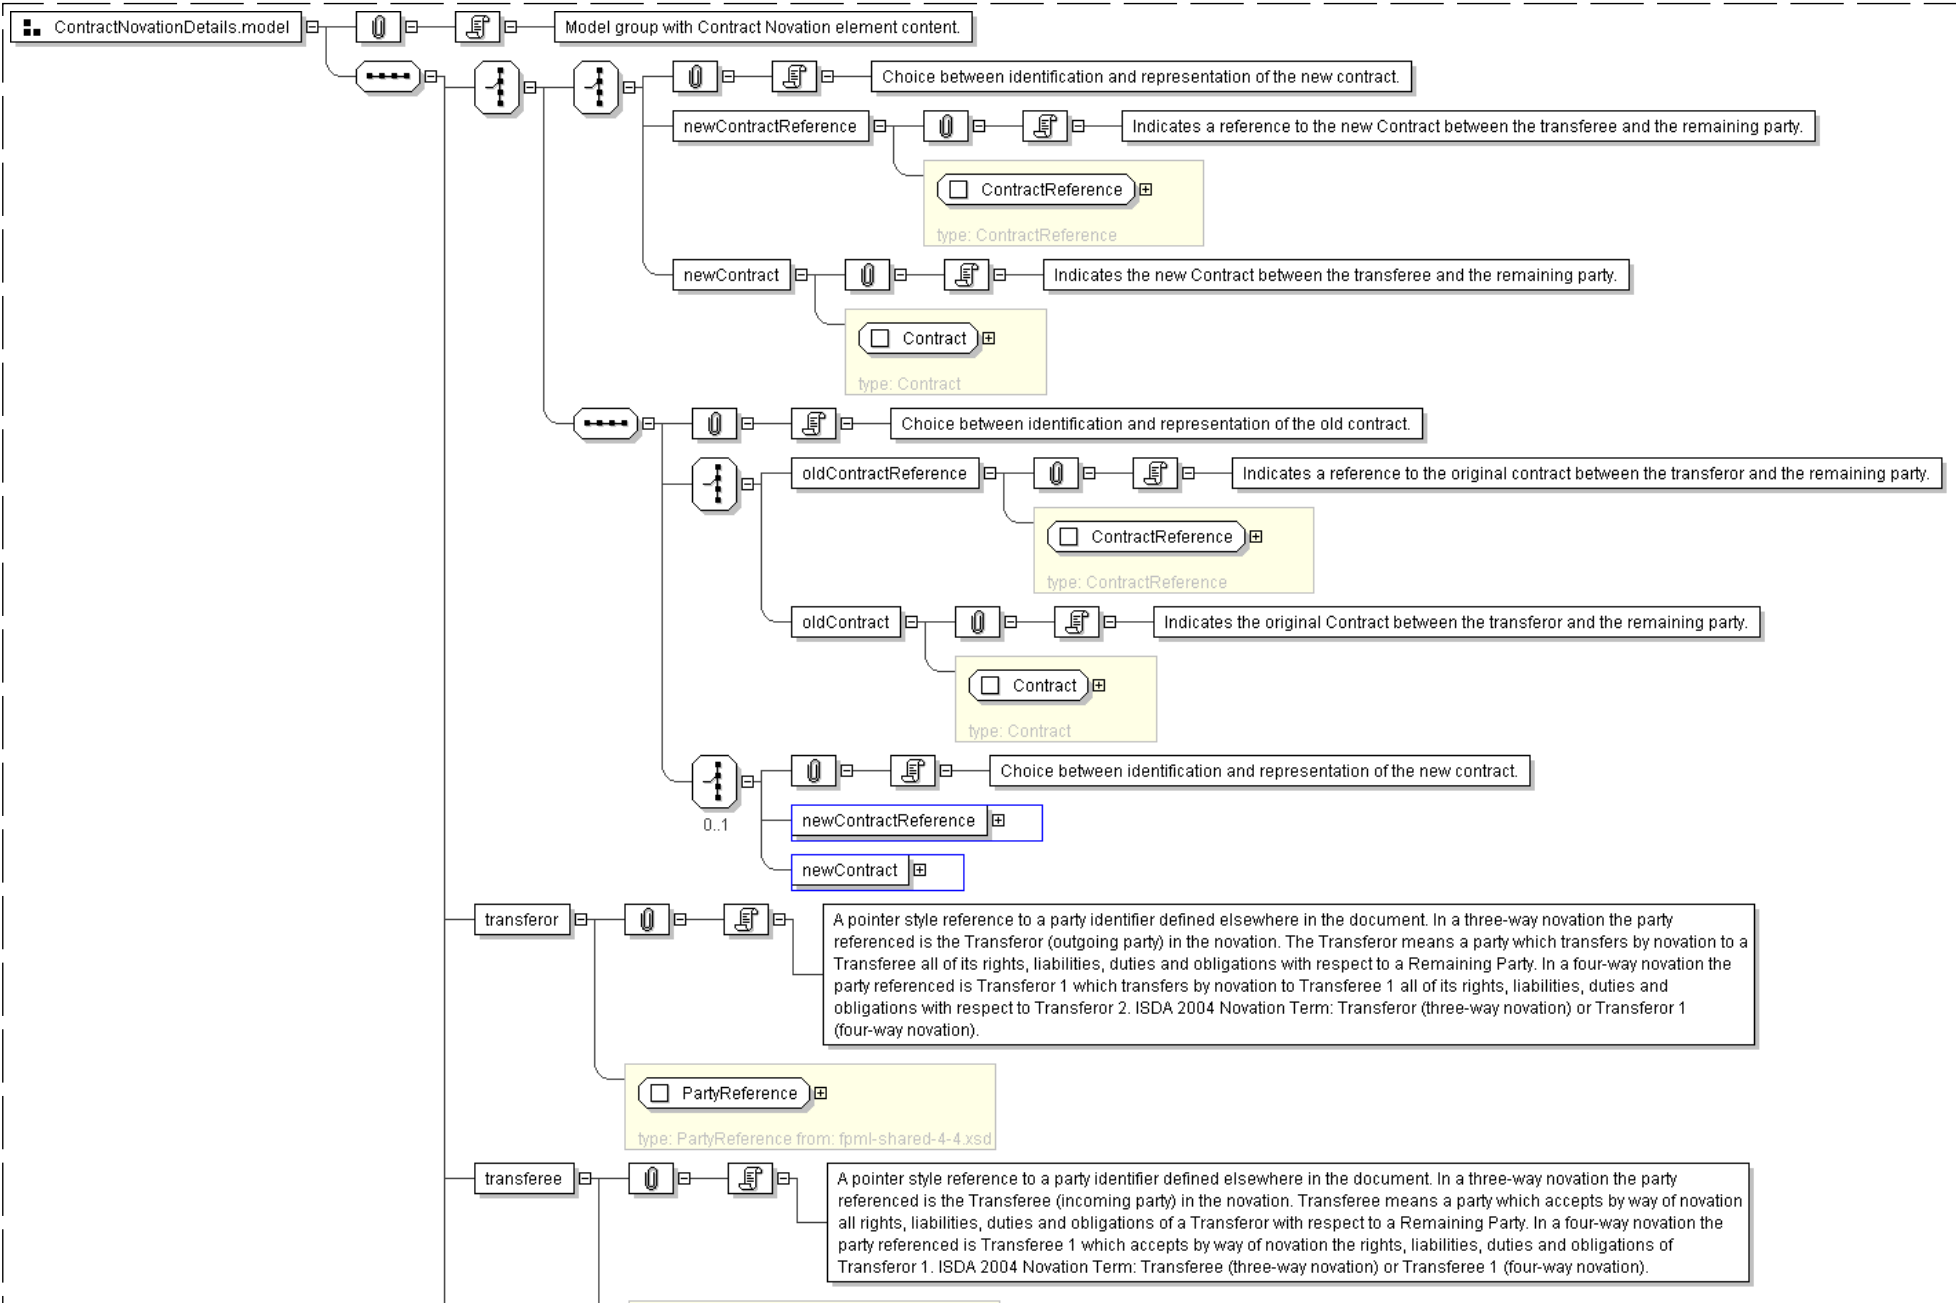 ContractNovationDetails.model
Model group with Contract Novation element content.
Choice between identification and representation of the new contract.
newContractReference
Indicates a reference to the new Contract between the transferee and the remaining party.
ContractReference
type: ContractReference
newContract
Indicates the new Contract between the transferee and the remaining party.
Contract
type: Contract
Choice between identification and representation of the old contract.
oldContractReference
Indicates a reference to the original contract between the transferor and the remaining party.
ContractReference
type: ContractReference
oldContract
Indicates the original Contract between the transferor and the remaining party.
Contract
type: Contract
Choice between identification and representation of the new contract.
0..1
newContractReference
newContract
transferor
A pointer style reference to a party identifier defined elsewhere in the document. In a three-way novation the party
referenced is the Transferor (outgoing party) in the novation. The Transferor means a party which transfers by novation to a
Transferee all of its rights, liabilities, duties and obligations with respect to a Remaining Party. In a four-way novation the
party referenced is Transferor 1 which transfers by novation to Transferee 1 all of its rights, liabilities, duties and
obligations with respect to Transferor 2. ISDA 2004 Novation Term: Transferor (three-way novation) or Transferor 1
(four-way novation).
PartyReference
type: PartyReference from: fpml-shared-4-4.xsd
transferee
A pointer style reference to a party identifier defined elsewhere in the document. In a three-way novation the party
referenced is the Transferee (incoming party) in the novation. Transferee means a party which accepts by way of novation
all rights, liabilities, duties and obligations of a Transferor with respect to a Remaining Party. In a four-way novation the
party referenced is Transferee 1 which accepts by way of novation the rights, liabilities, duties and obligations of
Transferor 1. ISDA 2004 Novation Term: Transferee (three-way novation) or Transferee 1 (four-way novation).